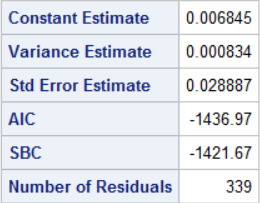 Constant Estimate 0.006845
Variance Estimate 0.000834
Std Error Estimate 0.028887
AIC -1436.97
SBC -1421.67
Number of Residuals 339